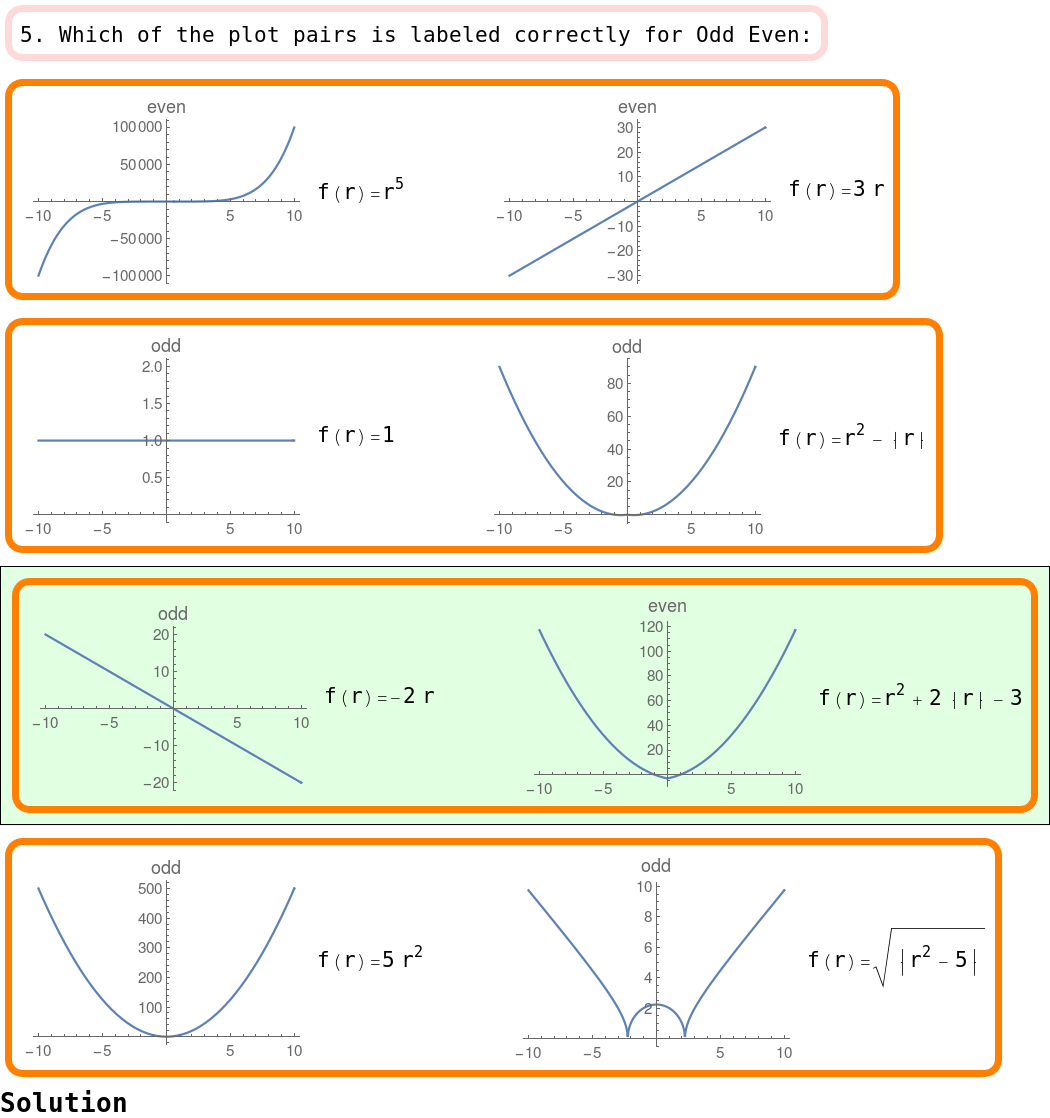 5. Which of the plot pairs is labeled correctly for Odd Even:
even
100 000
50 000
-10 -5 5 10
-50 000
-100 000
f(r)=r^5
even
30
20
10
-10 -5 5 10
-10
-20
-30
f(r)=3 r
odd
2.0
1.5
1.0
0.5
-10 -5 5 10
f(r)=1
odd
80
60
40
20
-10 -5 5 10
f(r)=r^2 - |r|
odd
20
10
-10 -5 5 10
-10
-20
f(r)=-2 r
even
120
100
80
60
40
20
-10 -5 5 10
f(r)=r^2 + 2 |r| - 3
odd
500
400
300
200
100
-10 -5 5 10
f(r)=5 r^2
odd
10
8
6
4
2
-10 -5 5 10
f(r)=√|r^2 - 5|
Solution